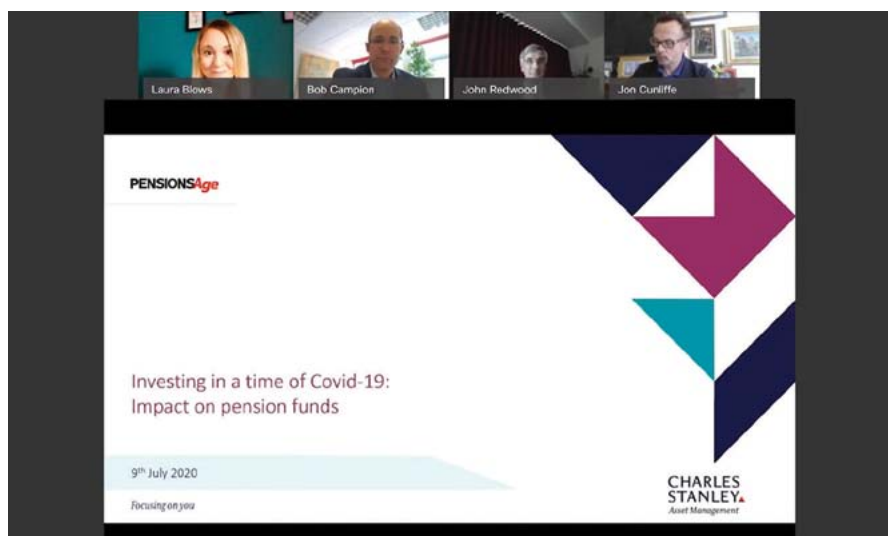 Laura Blows
Bob Campion
John Redwood
Jon Cunliffe
PENSIONSAge
Investing in a time of Covid-19:
Impact on pension funds
9th July 2020
Focusing on you
CHARLES
STANLEY
Asset Management